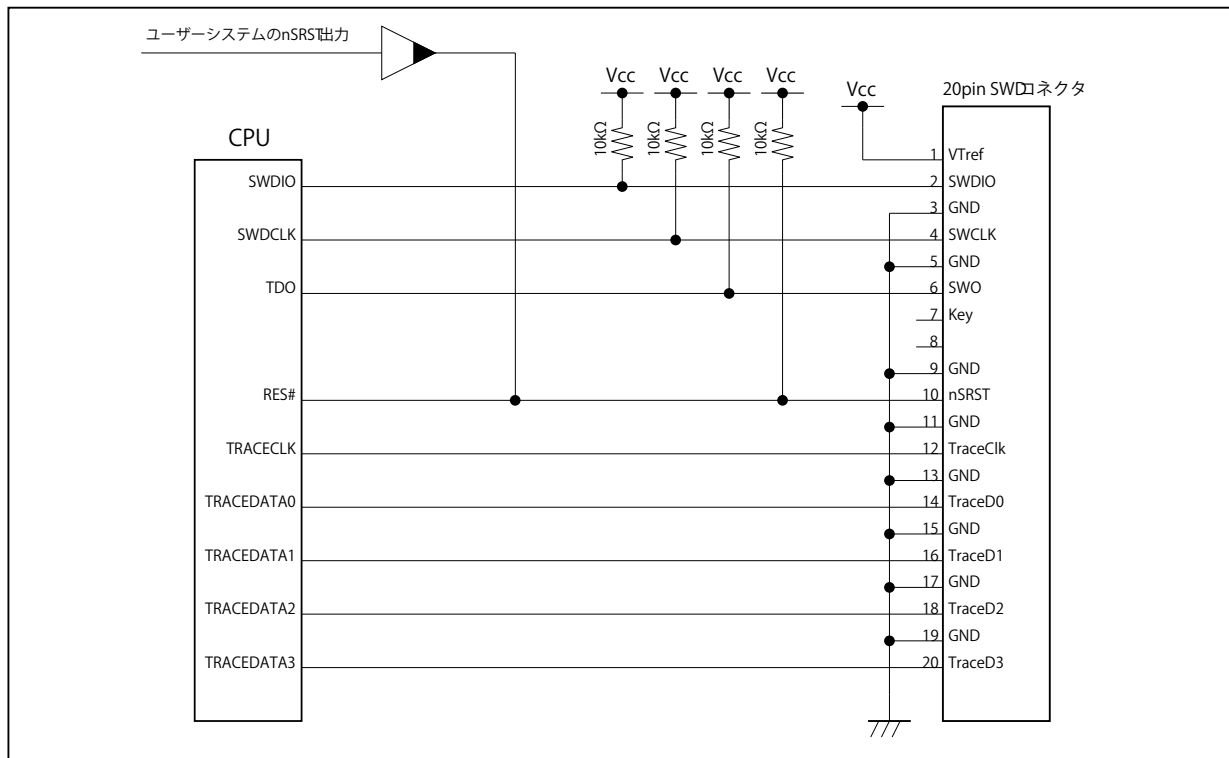 ユーザーシステムのnSRST出力
Vcc
Vcc
Vcc
Vcc
Vcc
20pin SWDコネクタ
10kΩ
10kΩ
10kΩ
10kΩ
CPU
1 VTref
SWDIO
2 SWDIO
3 GND
SWDCLK
4 SWCLK
5 GND
TDO
6 SWO
7 Key
8
9 GND
RES#
10 nSRST
11 GND
TRACECLK
12 TraceClk
13 GND
TRACEDATA0
14 TraceD0
15 GND
TRACEDATA1
16 TraceD1
17 GND
TRACEDATA2
18 TraceD2
19 GND
TRACEDATA3
20 TraceD3